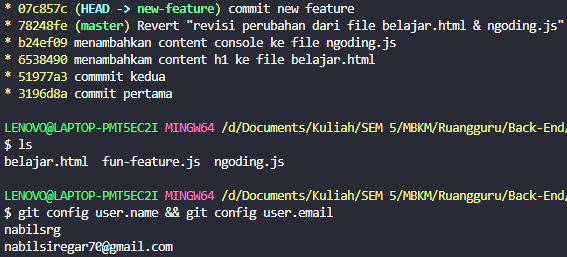 * 07c857c (HEAD -> new-feature) commit new feature
* 78248fe (master) Revert "revisi perubahan dari file belajar.html & ngoding.js"
* b24ef09 menambahkan content console ke file ngoding.js
* 6538490 menambahkam content h1 ke file belajar.html
* 51977a3 commmit kedua
* 3196d8a commit pertama
LENOVO@LAPTOP-PMT5EC2I MINGW64 /d/Documents/Kuliah/SEM 5/MBKM/Ruangguru/Back-End/
$ ls
belajar.html fun-feature.js ngoding.js
LENOVO@LAPTOP-PMT5EC2I MINGW64 /d/Documents/Kuliah/SEM 5/MBKM/Ruangguru/Back-End/
$ git config user.name && git config user.email
nabilsrg
nabilsiregar70@gmail.com